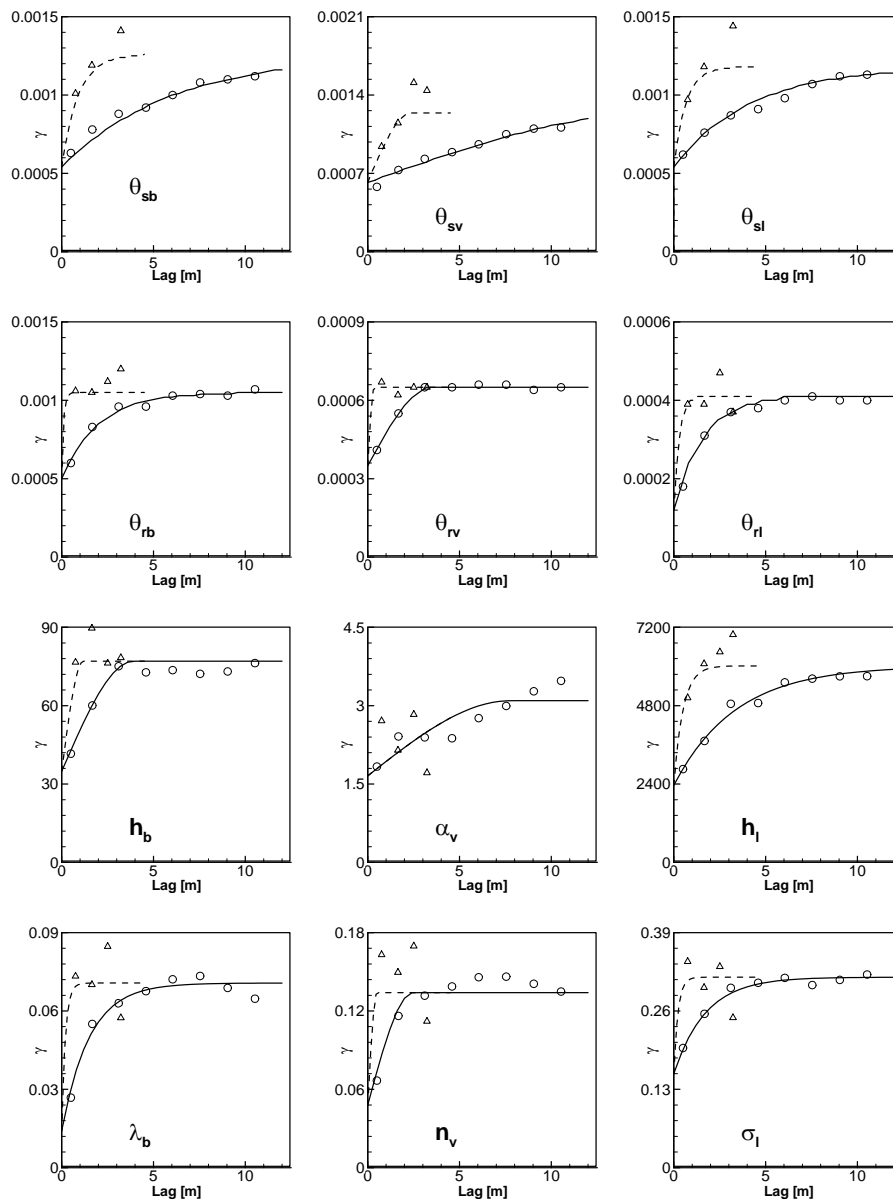 0.0015
0.001
0.0005
0
γ
0 5 10
Lag [m]
θsb
0.0021
0.0014
0.0007
0
γ
0 5 10
Lag [m]
θsv
0.0015
0.001
0.0005
0
γ
0 5 10
Lag [m]
θsl
0.0015
0.001
0.0005
0
γ
0 5 10
Lag [m]
θrb
0.0009
0.0006
0.0003
0
γ
0 5 10
Lag [m]
θrv
0.0006
0.0004
0.0002
0
γ
0 5 10
Lag [m]
θrl
90
60
30
0
γ
0 5 10
Lag [m]
hb
4.5
3
1.5
0
γ
0 5 10
Lag [m]
αv
7200
4800
2400
0
γ
0 5 10
Lag [m]
hl
0.09
0.06
0.03
0
γ
0 5 10
Lag [m]
λb
0.18
0.12
0.06
0
γ
0 5 10
Lag [m]
nv
0.39
0.26
0.13
0
γ
0 5 10
Lag [m]
σl